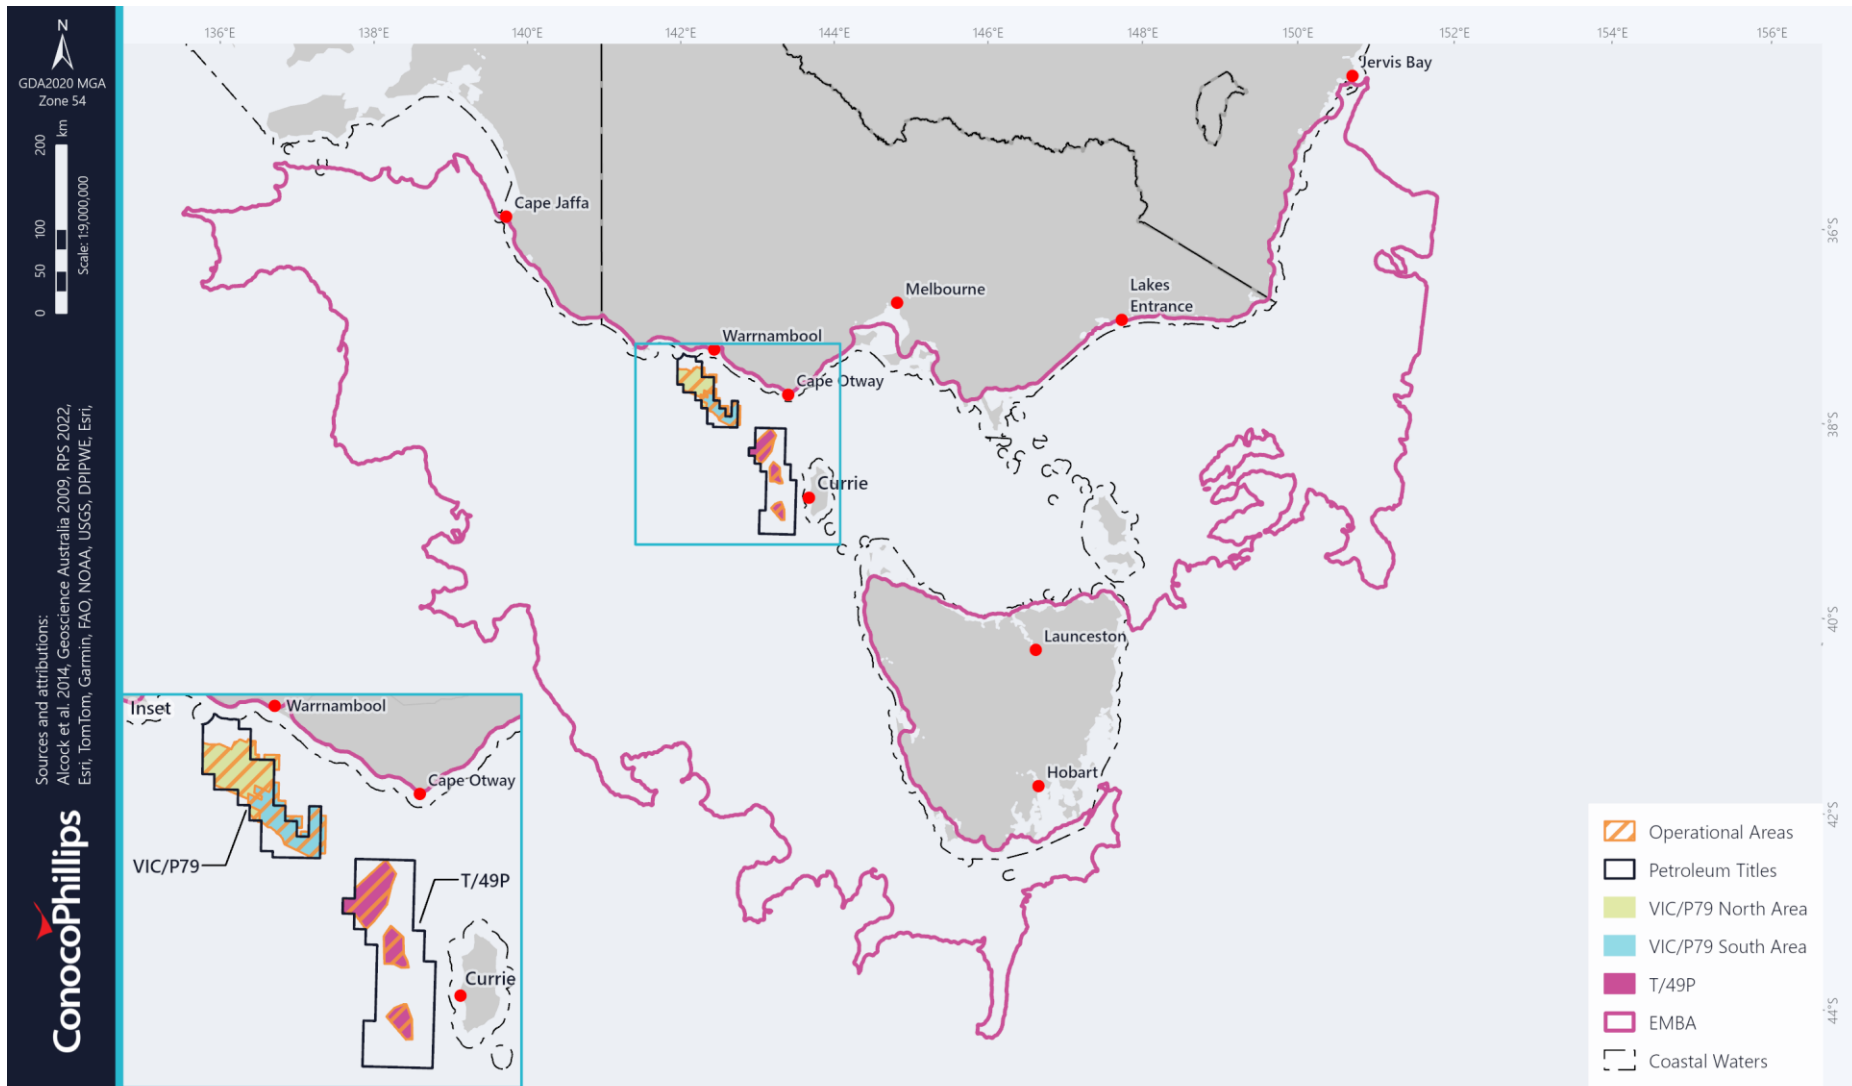 N
GDA2020 MGA
Zone 54
0 50 100 200 km
Scale: 1:9,000,000
Sources and attributions:
Alcock et al. 2014, Geoscience Australia 2009, RPS 2022,
Esri, TomTom, Garmin, FAO, NOAA, USGS, DPIPWE, Esri,
ConocoPhillips
136°E 138°E 140°E 142°E 144°E 146°E 148°E 150°E 152°E 154°E 156°E
36°S
38°S
40°S
42°S
44°S
Jervis Bay
Cape Jaffa
Melbourne
Lakes
Entrance
Warrnambool
Cape Otway
Currie
Launceston
Hobart
Inset
Warrnambool
Cape Otway
VIC/P79
T/49P
Currie
Operational Areas
Petroleum Titles
VIC/P79 North Area
VIC/P79 South Area
T/49P
EMBA
Coastal Waters